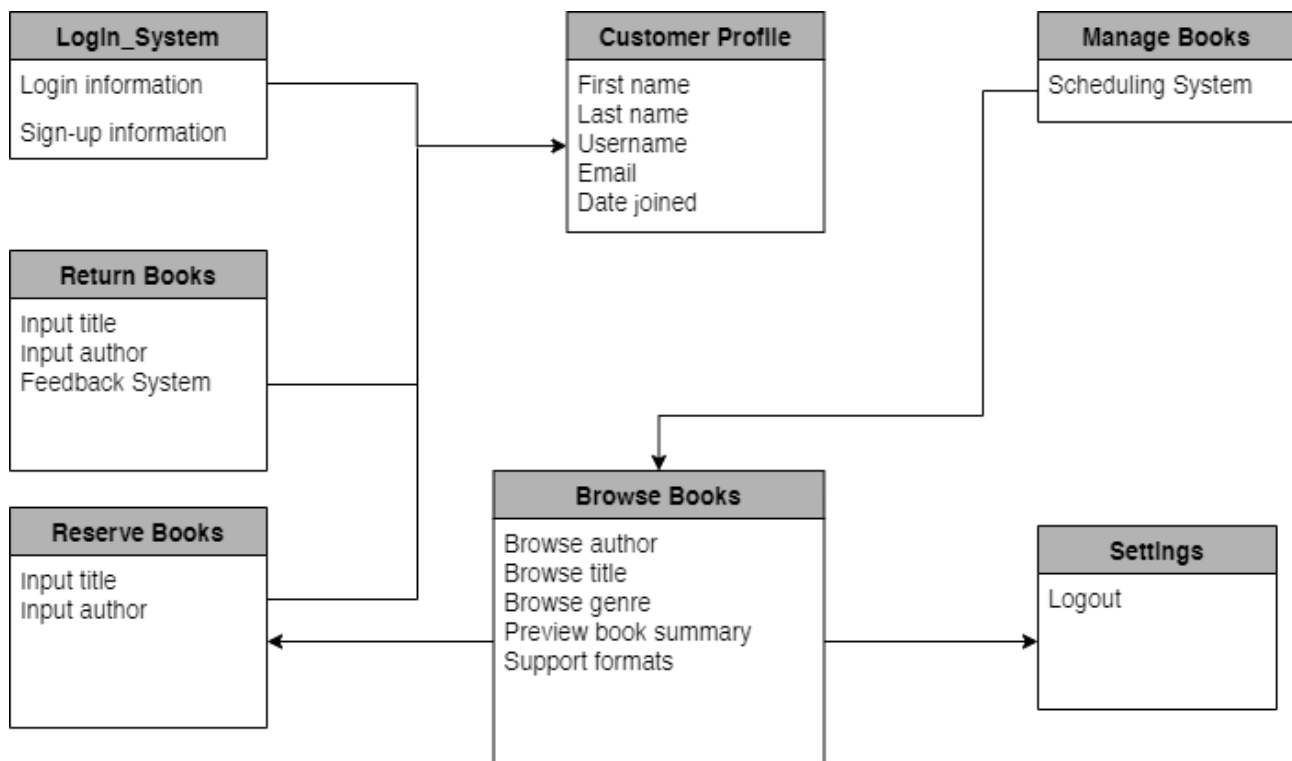 Login_System
Login information
Sign-up information
Customer Profile
First name
Last name
Username
Email
Date joined
Manage Books
Scheduling System
Return Books
Input title
Input author
Feedback System
Reserve Books
Input title
Input author
Browse Books
Browse author
Browse title
Browse genre
Preview book summary
Support formats
Settings
Logout